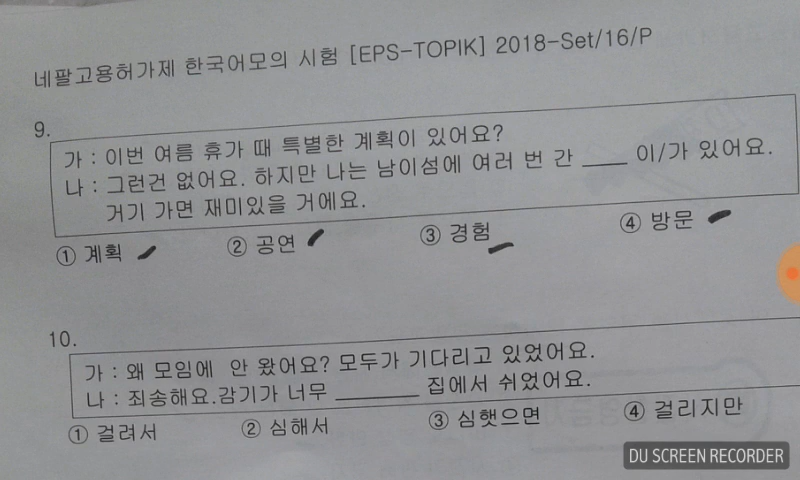 네팔고용허가제 한국어모의 시험 [EPS-TOPIK] 2018-Set/16/P
9.
가 : 이번 여름 휴가 때 특별한 계획이 있어요?
나 : 그런건 없어요. 하지만 나는 남이섬에 여러 번 간 ____ 이/가 있어요.
거기 가면 재미있을 거에요.
① 계획 ② 공연 ③ 경험 ④ 방문
10.
가 : 왜 모임에 안 왔어요? 모두가 기다리고 있었어요.
나 : 죄송해요.감기가 너무 ________ 집에서 쉬었어요.
① 걸려서 ② 심해서 ③ 심햇으면 ④ 걸리지만
DU SCREEN RECORDER